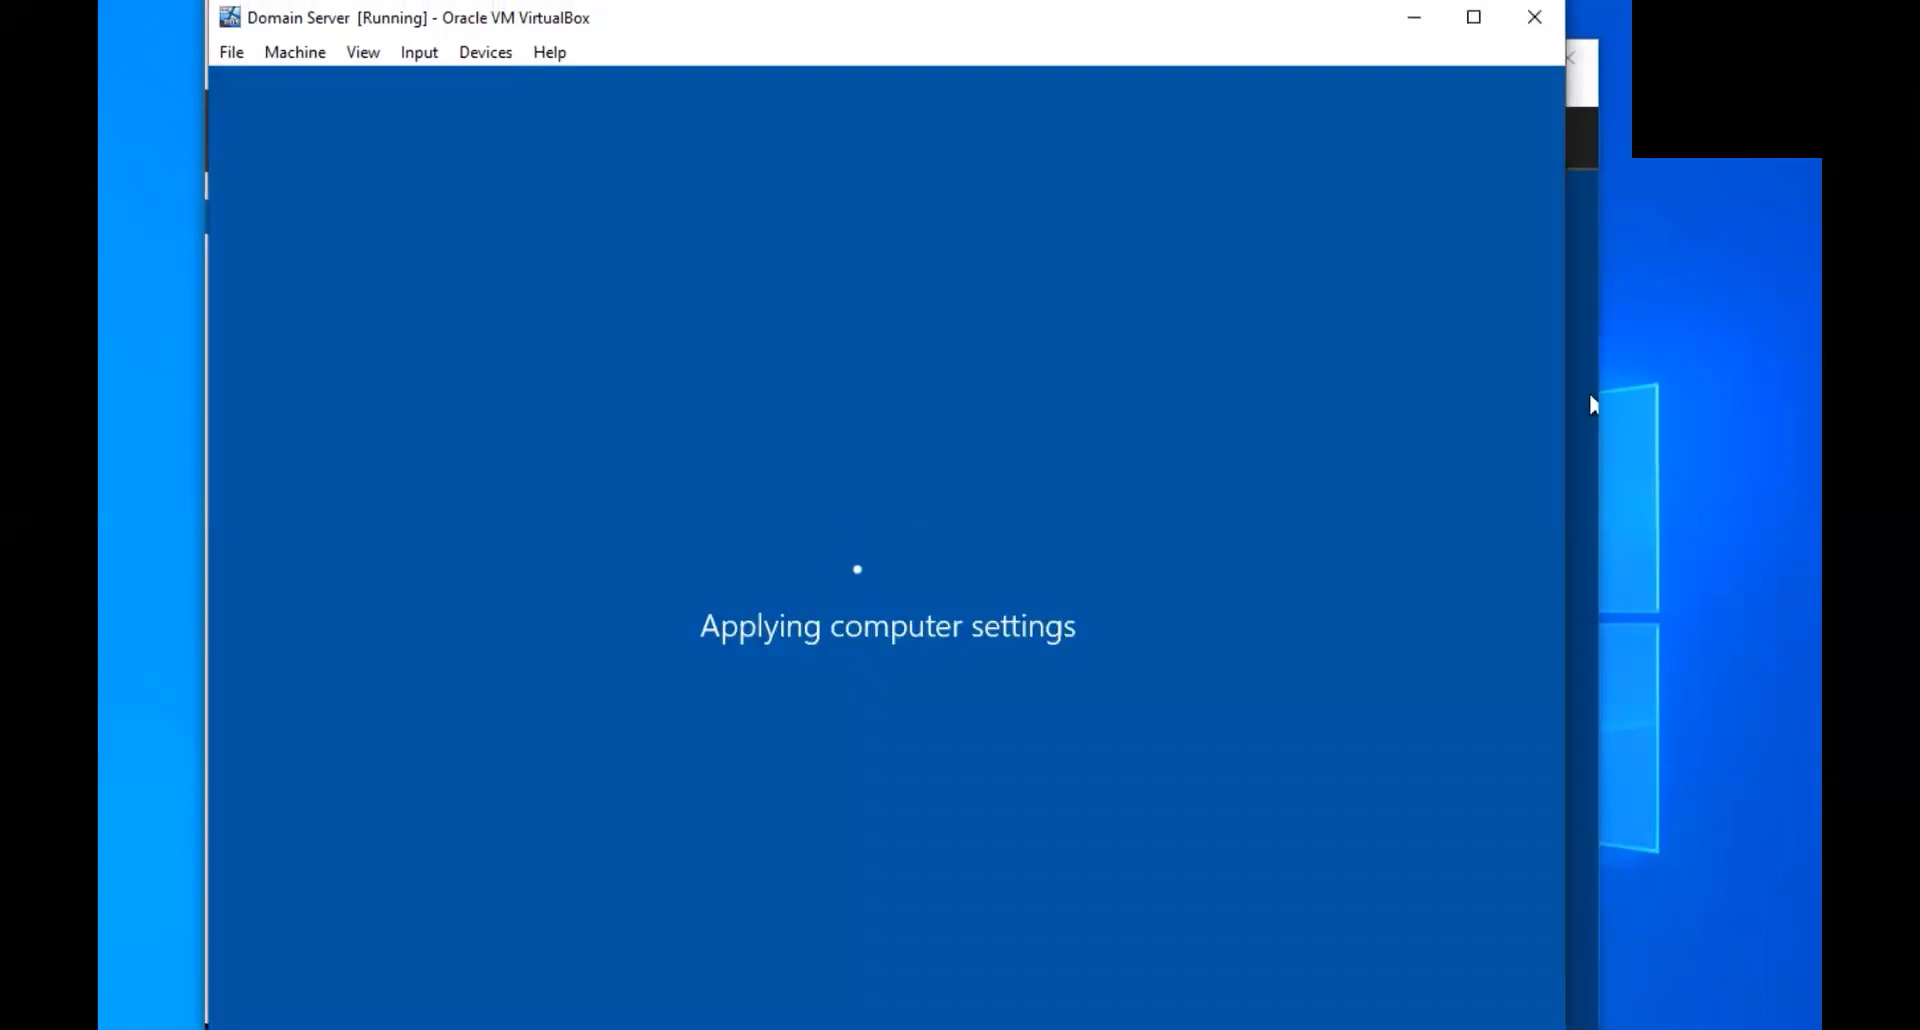 Domain Server [Running] - Oracle VM VirtualBox
File Machine View Input Devices Help
Applying computer settings